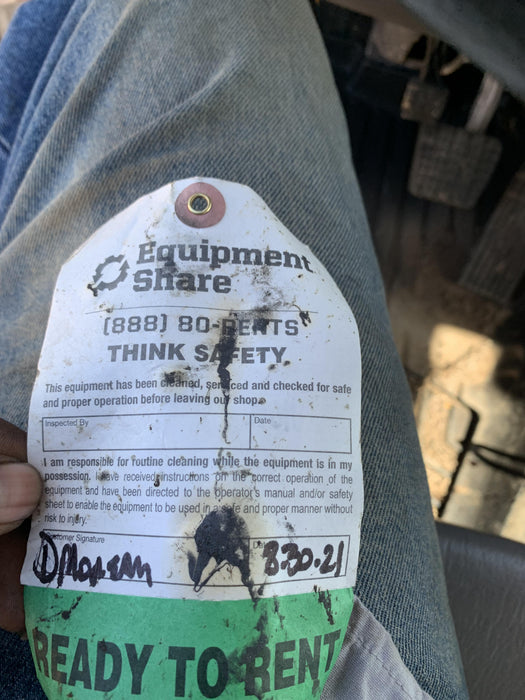 Equipment
Share
(888) 80-RENTS
THINK SAFETY
This equipment has been cleaned, serviced and checked for safe
and proper operation before leaving our shop.
Inspected By
Date
I am responsible for routine cleaning while the equipment is in my
possession. I have received instructions on the correct operation of the
equipment and have been directed to the operator's manual and/or safety
sheet to enable the equipment to be used in a safe and proper manner without
risk to injury.
Customer Signature
8-30-21
READY TO RENT